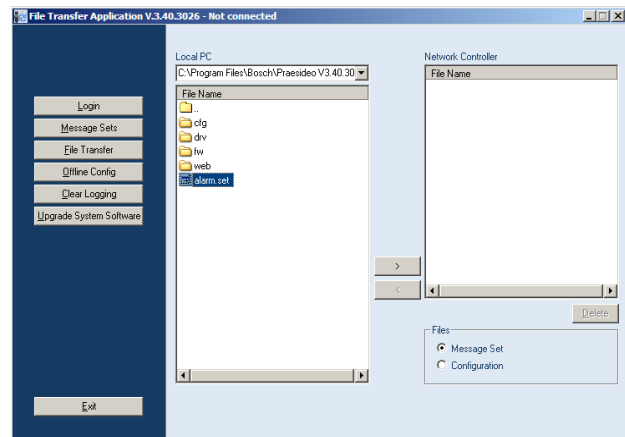 File Transfer Application V.3.40.3026 - Not connected
Login
Message Sets
File Transfer
Offline Config
Clear Logging
Upgrade System Software
Exit
Local PC
C:\Program Files\Bosch\Praesideo V3.40.30
File Name
..
cfg
drv
fw
web
alarm.set
>
<
Network Controller
File Name
Delete
Files
Message Set
Configuration